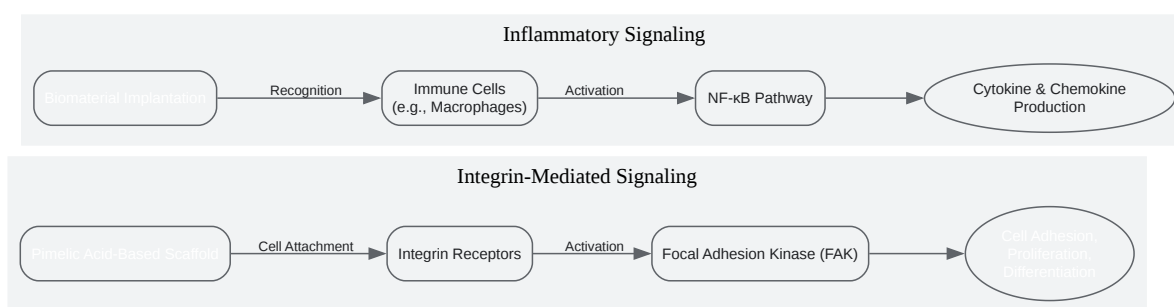 Inflammatory Signaling
Biomaterial Implantation
Recognition
Immune Cells
(e.g., Macrophages)
Activation
NF-κB Pathway
Cytokine & Chemokine
Production
Integrin-Mediated Signaling
Pimelic Acid-Based Scaffold
Cell Attachment
Integrin Receptors
Activation
Focal Adhesion Kinase (FAK)
Cell Adhesion,
Proliferation,
Differentiation